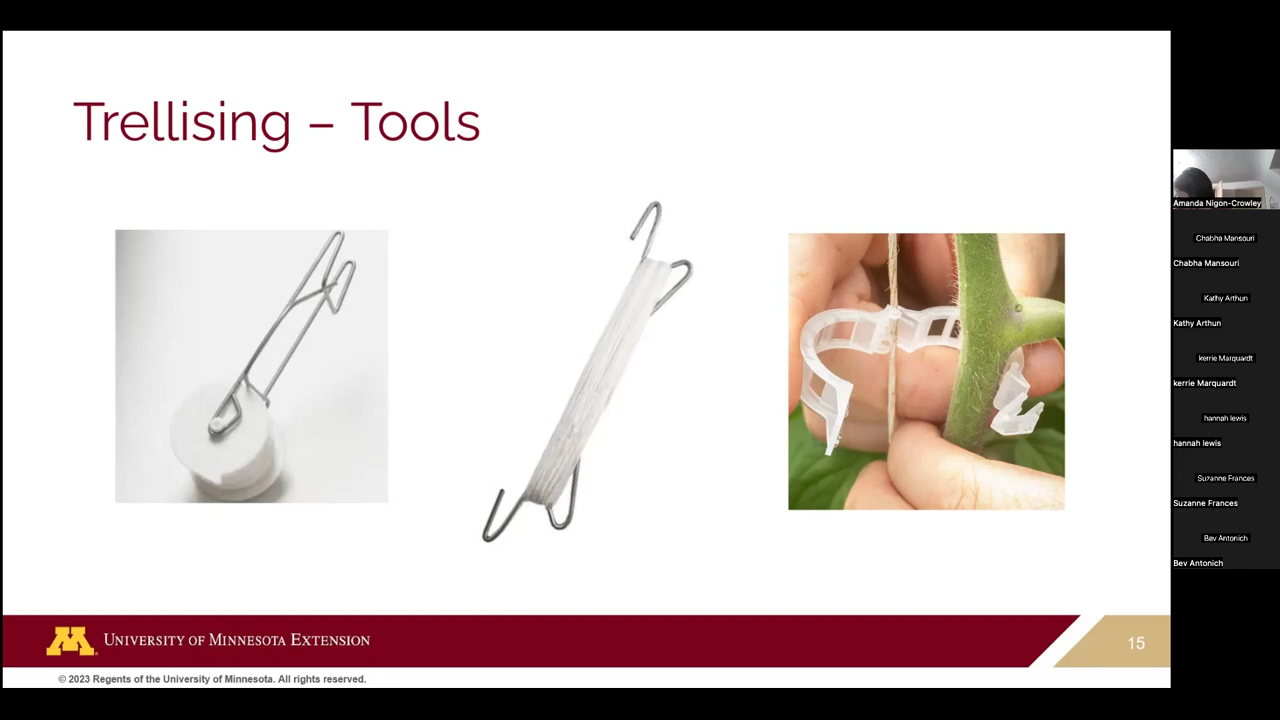 Trellising – Tools
UNIVERSITY OF MINNESOTA EXTENSION
15
© 2023 Regents of the University of Minnesota. All rights reserved.
Amanda Nigon-Crowley
Chabha Mansouri
Chabha Mansouri
Kathy Arthun
Kathy Arthun
kerrie Marquardt
kerrie Marquardt
hannah lewis
hannah lewis
Suzanne Frances
Suzanne Frances
Bev Antonich
Bev Antonich